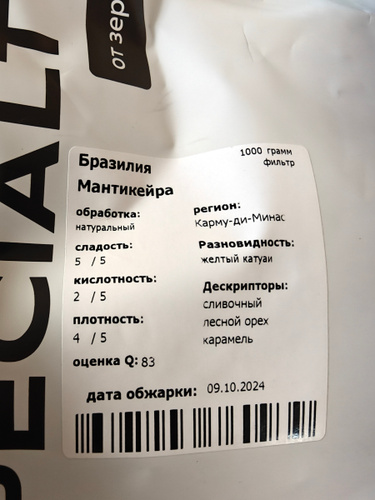 от зер
ECIALT
Бразилия
Мантикейра
1000 грамм
фильтр
обработка:
натуральный
регион:
Карму-ди-Минас
сладость:
5 / 5
Разновидность:
желтый катуаи
кислотность:
2 / 5
Дескрипторы:
сливочный
лесной орех
карамель
плотность:
4 / 5
оценка Q: 83
дата обжарки: 09.10.2024